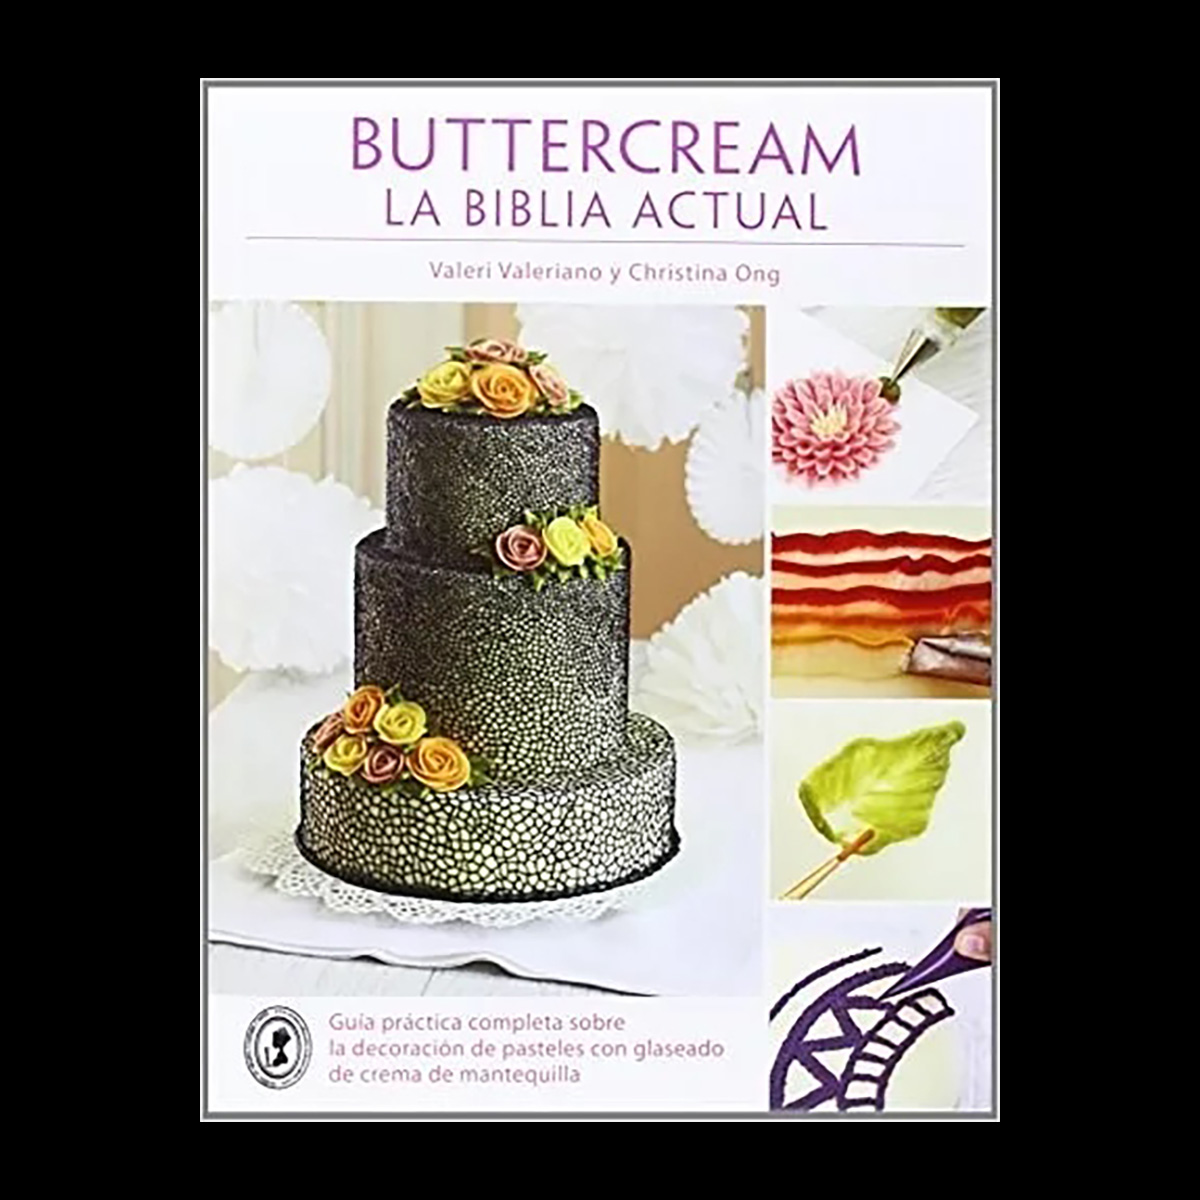 BUTTERCREAM
LA BIBLIA ACTUAL
Valeri Valeriano y Christina Ong
Guía práctica completa sobre
la decoración de pasteles con glaseado
de crema de mantequilla